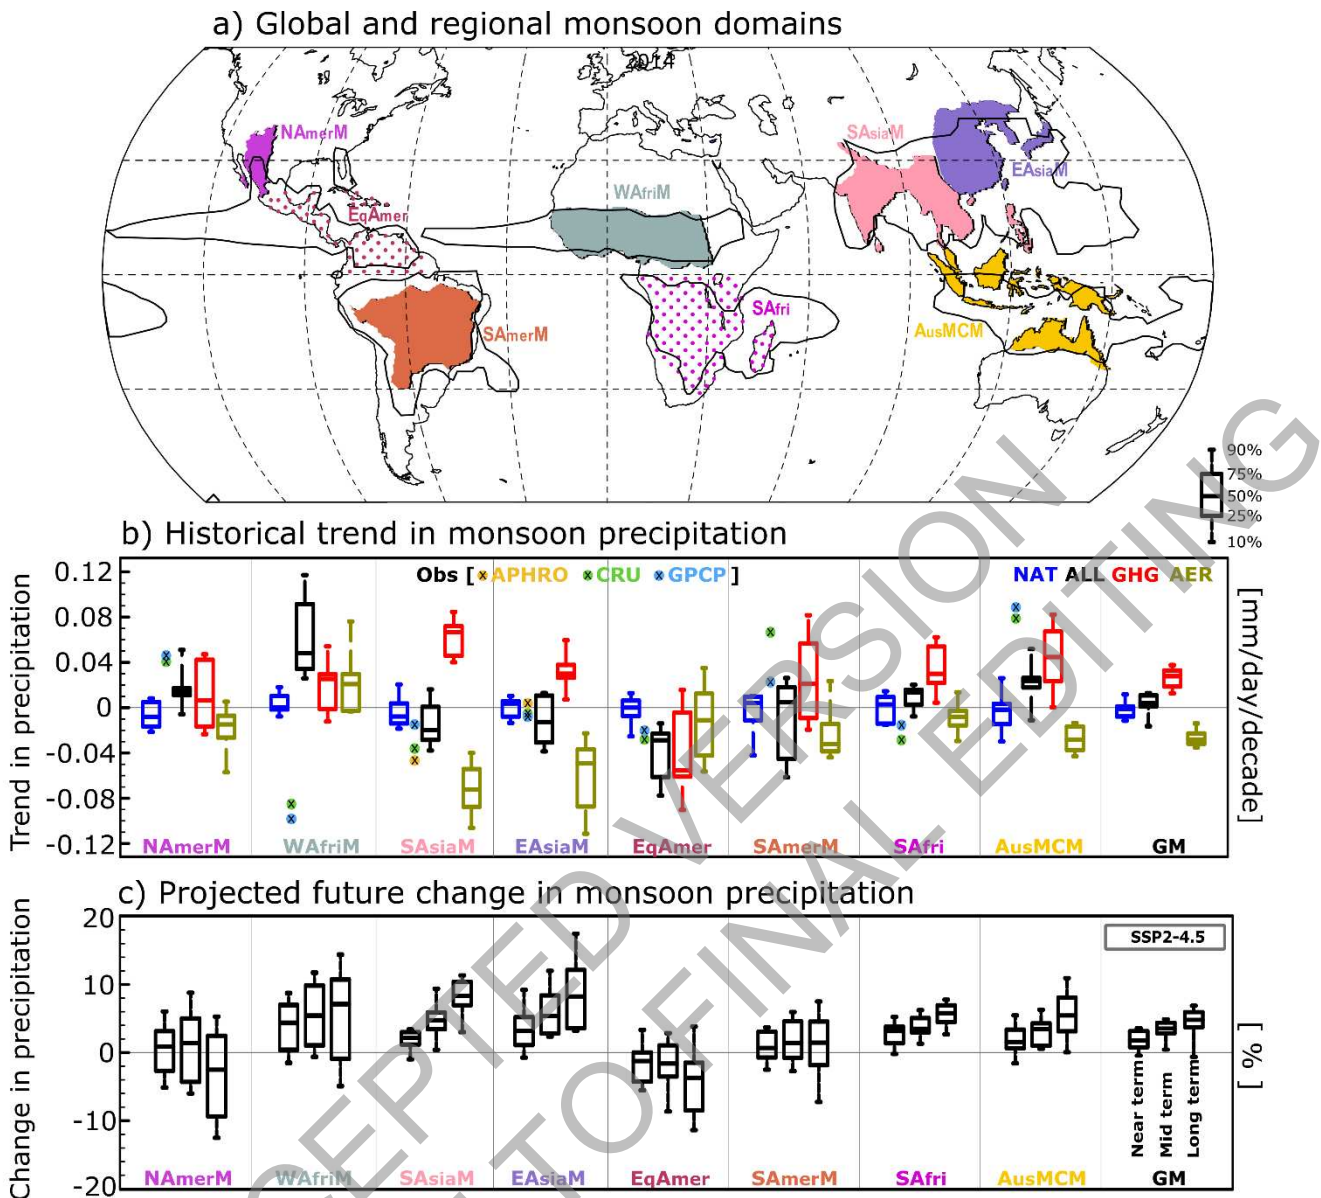 a) Global and regional monsoon domains
2014
NAmerM
SAsiaM
EAsiaM
WAfriM
EqAmer
SAfri
SAmerM
AusMCM
90%
75%
50%
25%
10%
b) Historical trend in monsoon precipitation
Obs [ x APHRO x CRU x GPCP ]
NAT ALL GHG AER
Trend in precipitation
0.12
0.08
0.04
0
-0.04
-0.08
-0.12
[mm/day/decade]
NAmerM WAfriM SAsiaM EAsiaM EqAmer SAmerM SAfri AusMCM GM
c) Projected future change in monsoon precipitation
SSP2-4.5
Change in precipitation
20
10
0
-10
-20
[ % ]
Near term
Mid term
Long term
NAmerM WAfriM SAsiaM EAsiaM EqAmer SAmerM SAfri AusMCM GM
CEPTED VERSION
T TO FINAL EDITING